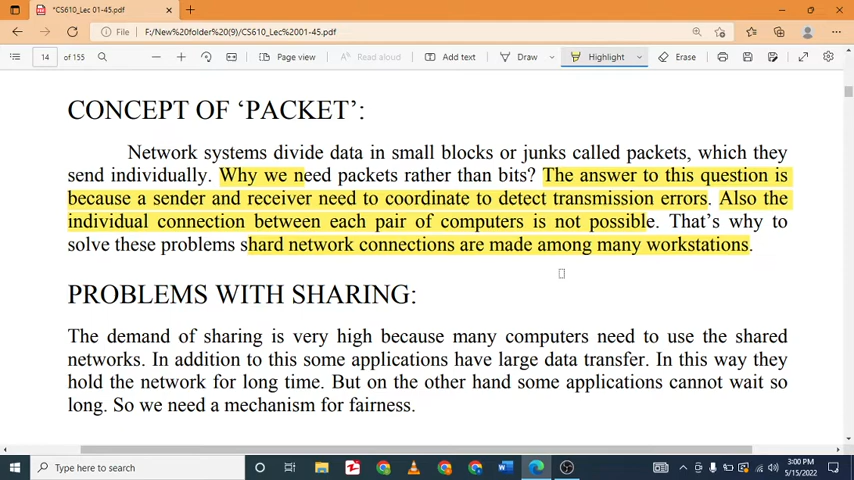 *CS610_Lec 01-45.pdf
File
F:/New%20folder%20(9)/CS610_Lec%2001-45.pdf
14 of 155
Page view
Read aloud
Add text
Draw
Highlight
Erase
CONCEPT OF ‘PACKET’:
Network systems divide data in small blocks or junks called packets, which they
send individually. Why we need packets rather than bits? The answer to this question is
because a sender and receiver need to coordinate to detect transmission errors. Also the
individual connection between each pair of computers is not possible. That’s why to
solve these problems shard network connections are made among many workstations.
PROBLEMS WITH SHARING:
The demand of sharing is very high because many computers need to use the shared
networks. In addition to this some applications have large data transfer. In this way they
hold the network for long time. But on the other hand some applications cannot wait so
long. So we need a mechanism for fairness.
Type here to search
3:00 PM
5/15/2022